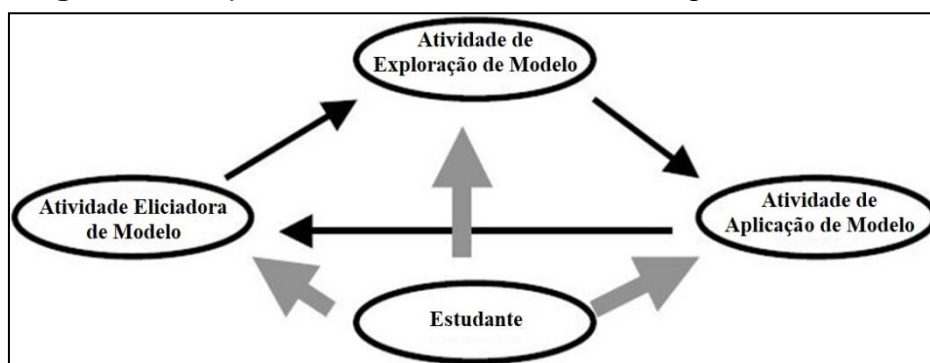 Atividade de
Exploração de Modelo
Atividade Eliciadora
de Modelo
Atividade de
Aplicação de Modelo
Estudante